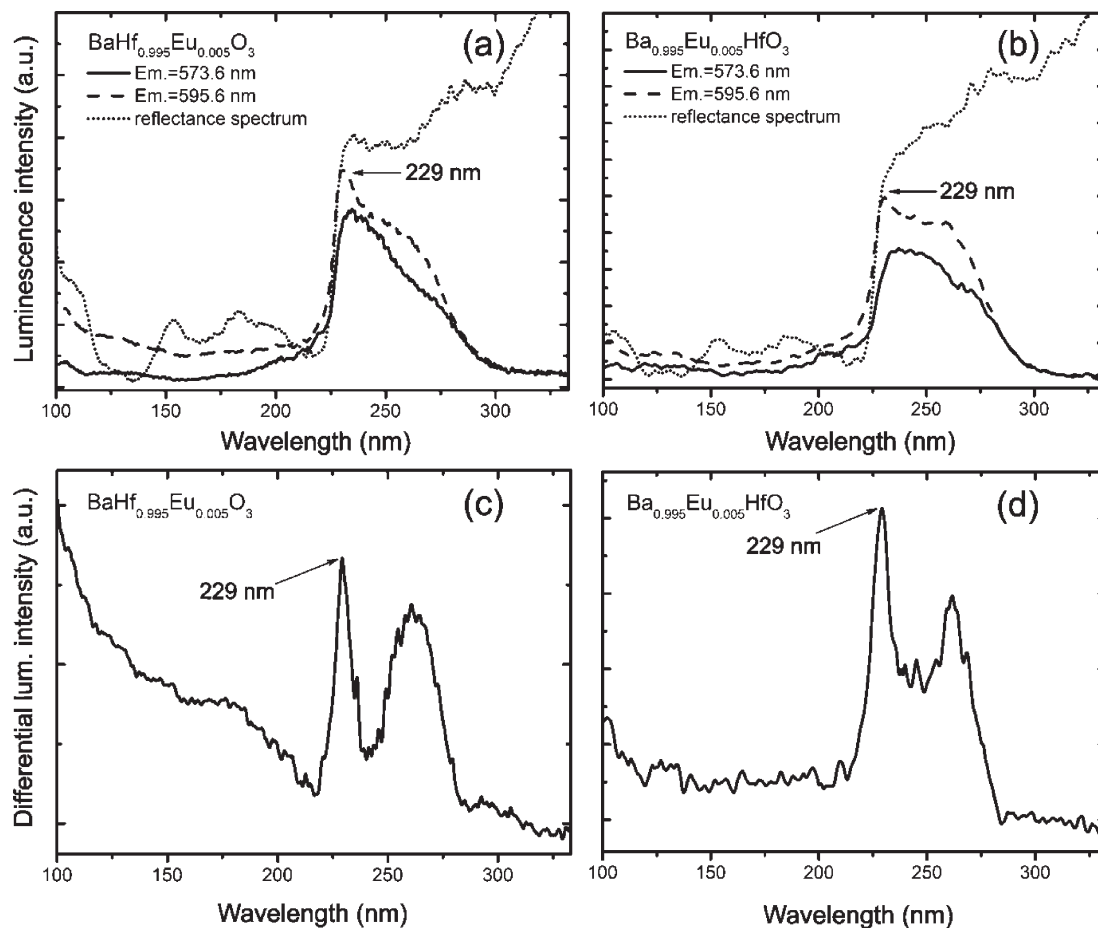 BaHf0.995Eu0.005O3
(a)
Em.=573.6 nm
Em.=595.6 nm
reflectance spectrum
229 nm
Luminescence intensity (a.u.)
100 150 200 250 300
Wavelength (nm)
Ba0.995Eu0.005HfO3
(b)
Em.=573.6 nm
Em.=595.6 nm
reflectance spectrum
229 nm
100 150 200 250 300
Wavelength (nm)
BaHf0.995Eu0.005O3
(c)
229 nm
Differential lum. intensity (a.u.)
100 150 200 250 300
Wavelength (nm)
Ba0.995Eu0.005HfO3
(d)
229 nm
100 150 200 250 300
Wavelength (nm)